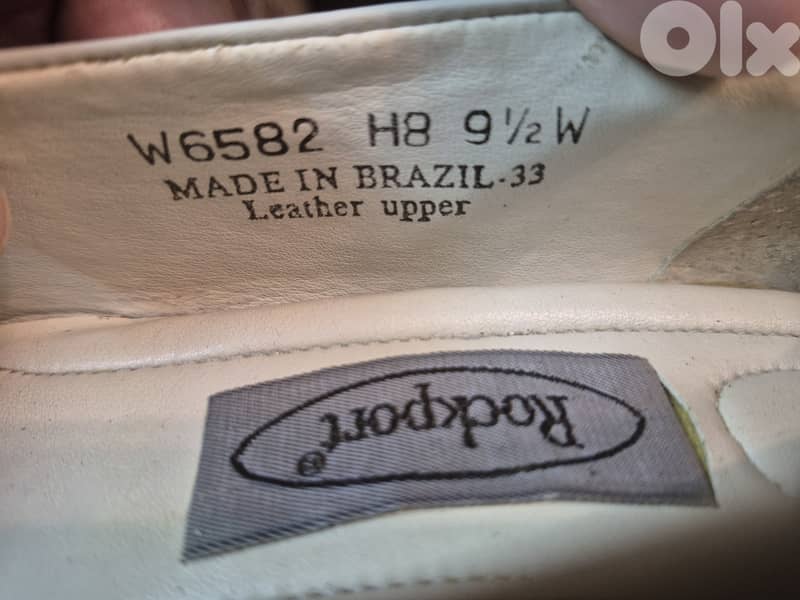 Olx
W6582 H8 9½ W
MADE IN BRAZIL-33
Leather upper
Rockport®